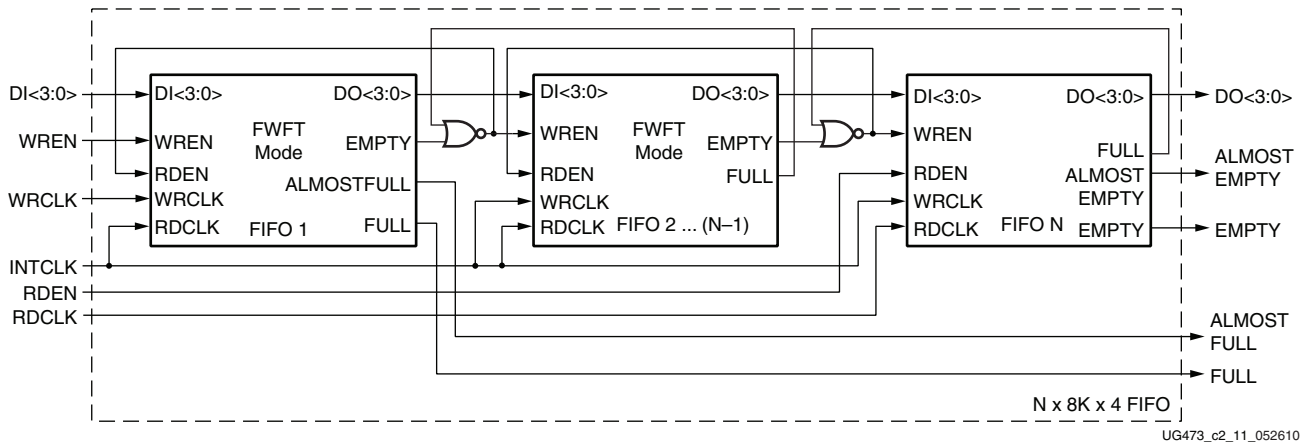 DI<3:0>
WREN
WRCLK
INTCLK
RDEN
RDCLK
DI<3:0>
DO<3:0>
FWFT
Mode
WREN
EMPTY
RDEN
ALMOSTFULL
WRCLK
RDCLK
FIFO 1
FULL
DI<3:0>
DO<3:0>
FWFT
Mode
WREN
EMPTY
RDEN
FULL
WRCLK
RDCLK
FIFO 2 ... (N–1)
DI<3:0>
DO<3:0>
WREN
FULL
RDEN
ALMOST
EMPTY
WRCLK
RDCLK
FIFO N
EMPTY
DO<3:0>
ALMOST
EMPTY
EMPTY
ALMOST
FULL
FULL
N x 8K x 4 FIFO
UG473_c2_11_052610